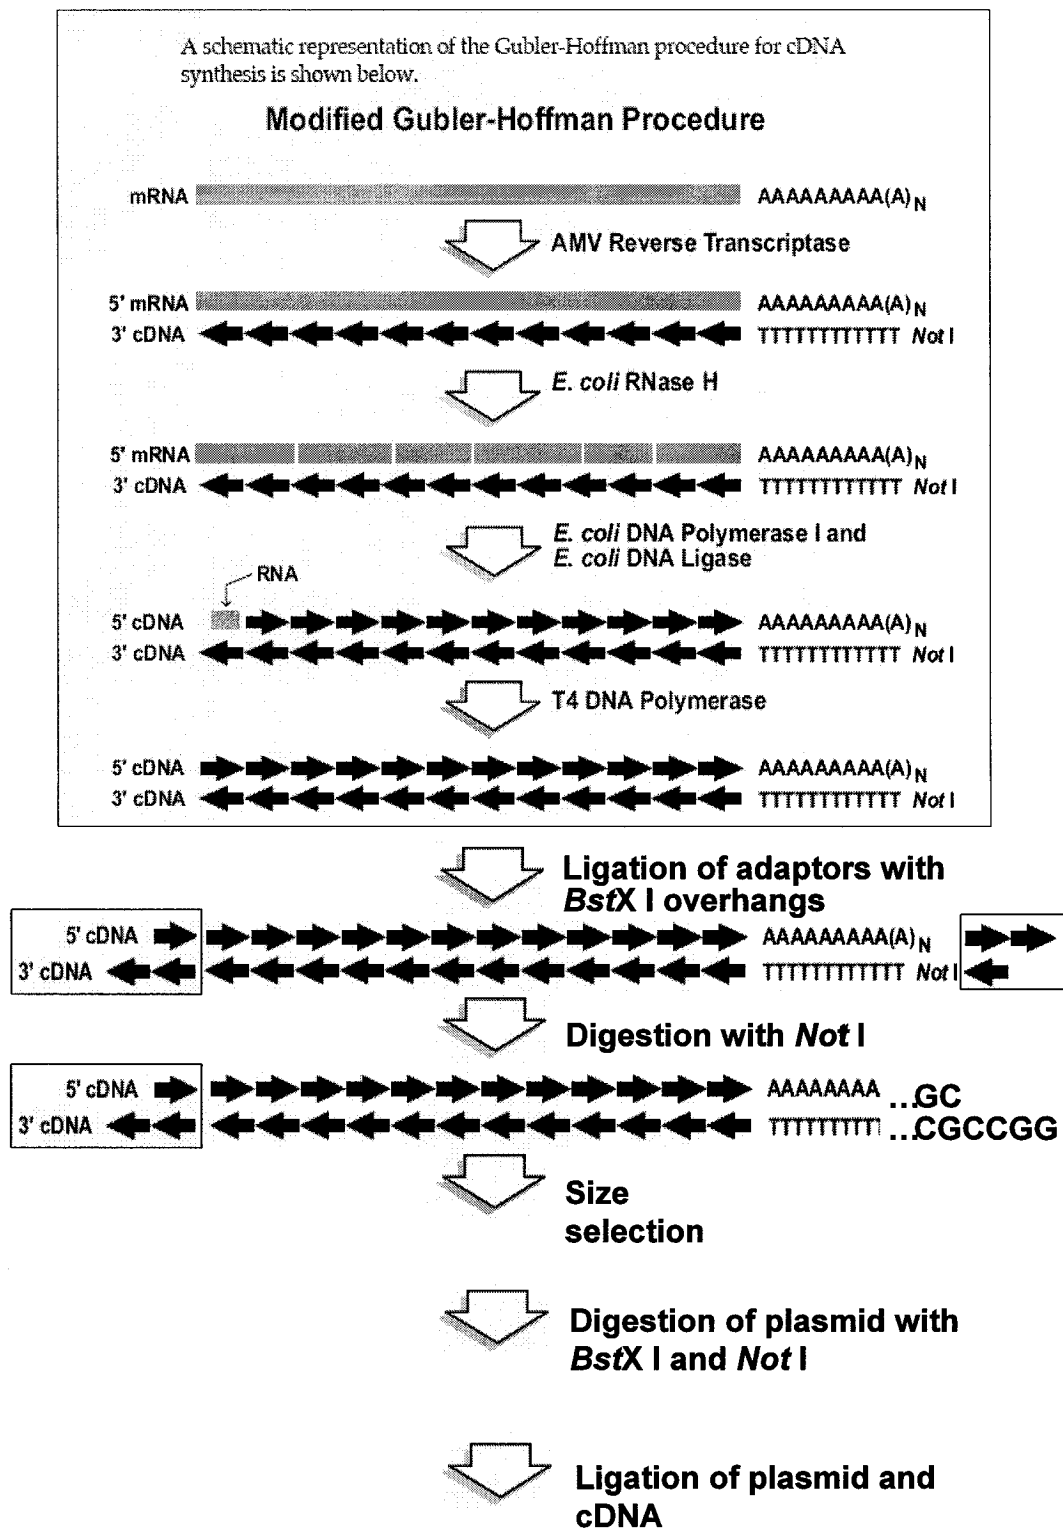 A schematic representation of the Gubler-Hoffman procedure for cDNA
synthesis is shown below.
Modified Gubler-Hoffman Procedure
mRNA AAAAAAAAA(A)N
AMV Reverse Transcriptase
5' mRNA AAAAAAAAA(A)N
3' cDNA TTTTTTTTTTTT Not I
E. coli RNase H
5' mRNA AAAAAAAAA(A)N
3' cDNA TTTTTTTTTTTT Not I
E. coli DNA Polymerase I and
E. coli DNA Ligase
RNA
5' cDNA AAAAAAAAA(A)N
3' cDNA TTTTTTTTTTTT Not I
T4 DNA Polymerase
5' cDNA AAAAAAAAA(A)N
3' cDNA TTTTTTTTTTTT Not I
Ligation of adaptors with
BstX I overhangs
5' cDNA AAAAAAAAA(A)N
3' cDNA TTTTTTTTTTTT Not I
Digestion with Not I
5' cDNA AAAAAAAA ...GC
3' cDNA TTTTTTTTTT ...CGCCGG
Size
selection
Digestion of plasmid with
BstX I and Not I
Ligation of plasmid and
cDNA